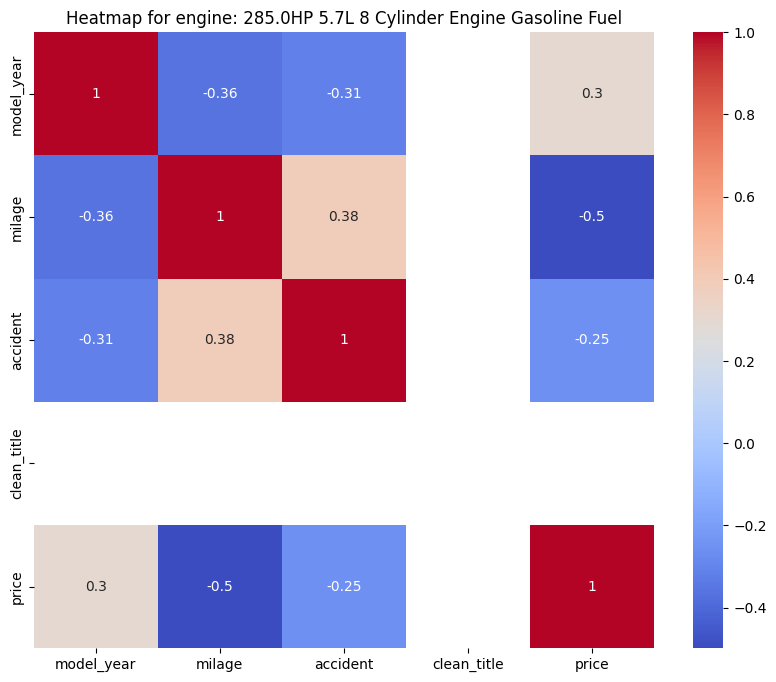 Heatmap for engine: 285.0HP 5.7L 8 Cylinder Engine Gasoline Fuel
model_year
1
-0.36
-0.31
0.3
milage
-0.36
1
0.38
-0.5
accident
-0.31
0.38
1
-0.25
clean_title
price
0.3
-0.5
-0.25
1
model_year
milage
accident
clean_title
price
1.0
0.8
0.6
0.4
0.2
0.0
−0.2
−0.4